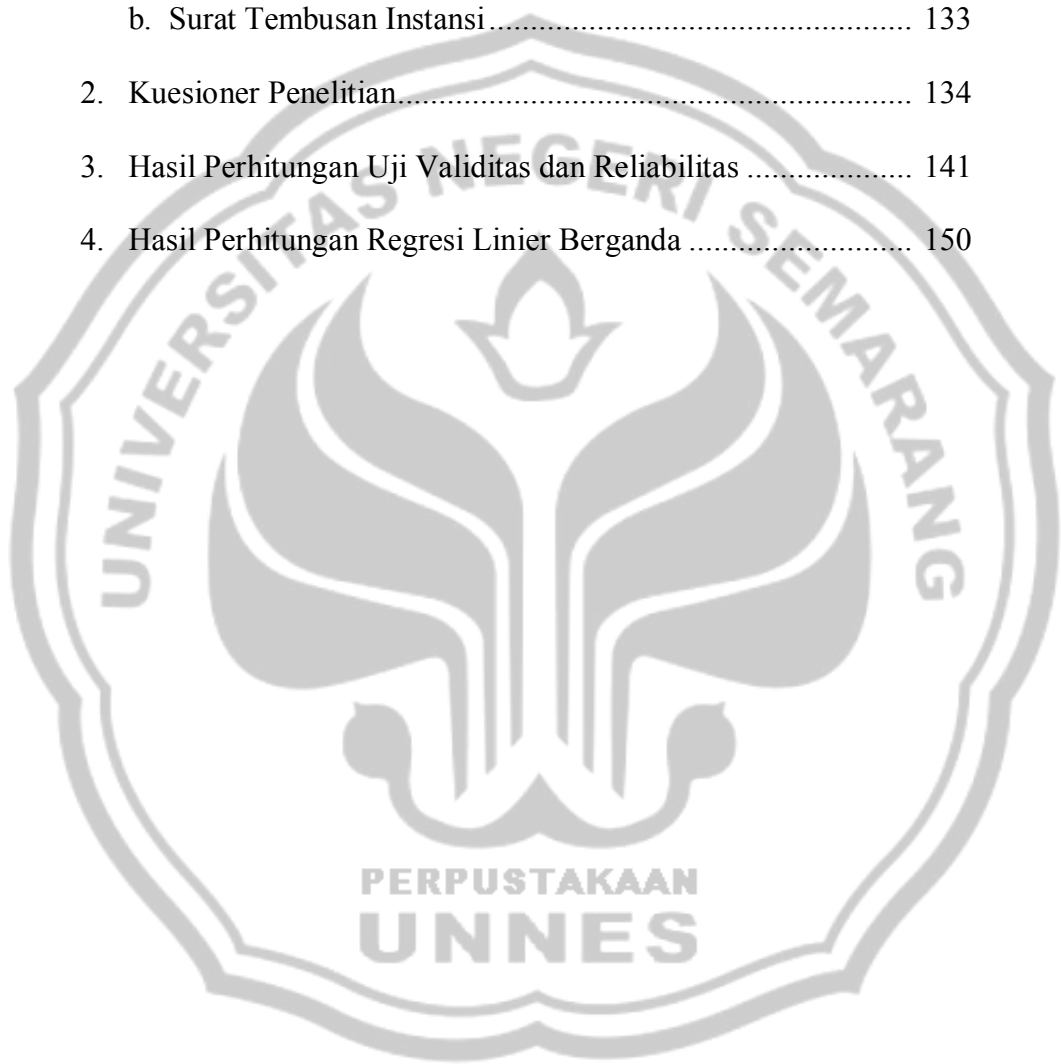 b. Surat Tembusan Instansi.................................................... 133
2. Kuesioner Penelitian............................................................... 134
3. Hasil Perhitungan Uji Validitas dan Reliabilitas .................... 141
4. Hasil Perhitungan Regresi Linier Berganda ........................... 150
UNIVERSITAS NEGERI SEMARANG
PERPUSTAKAAN
UNNES